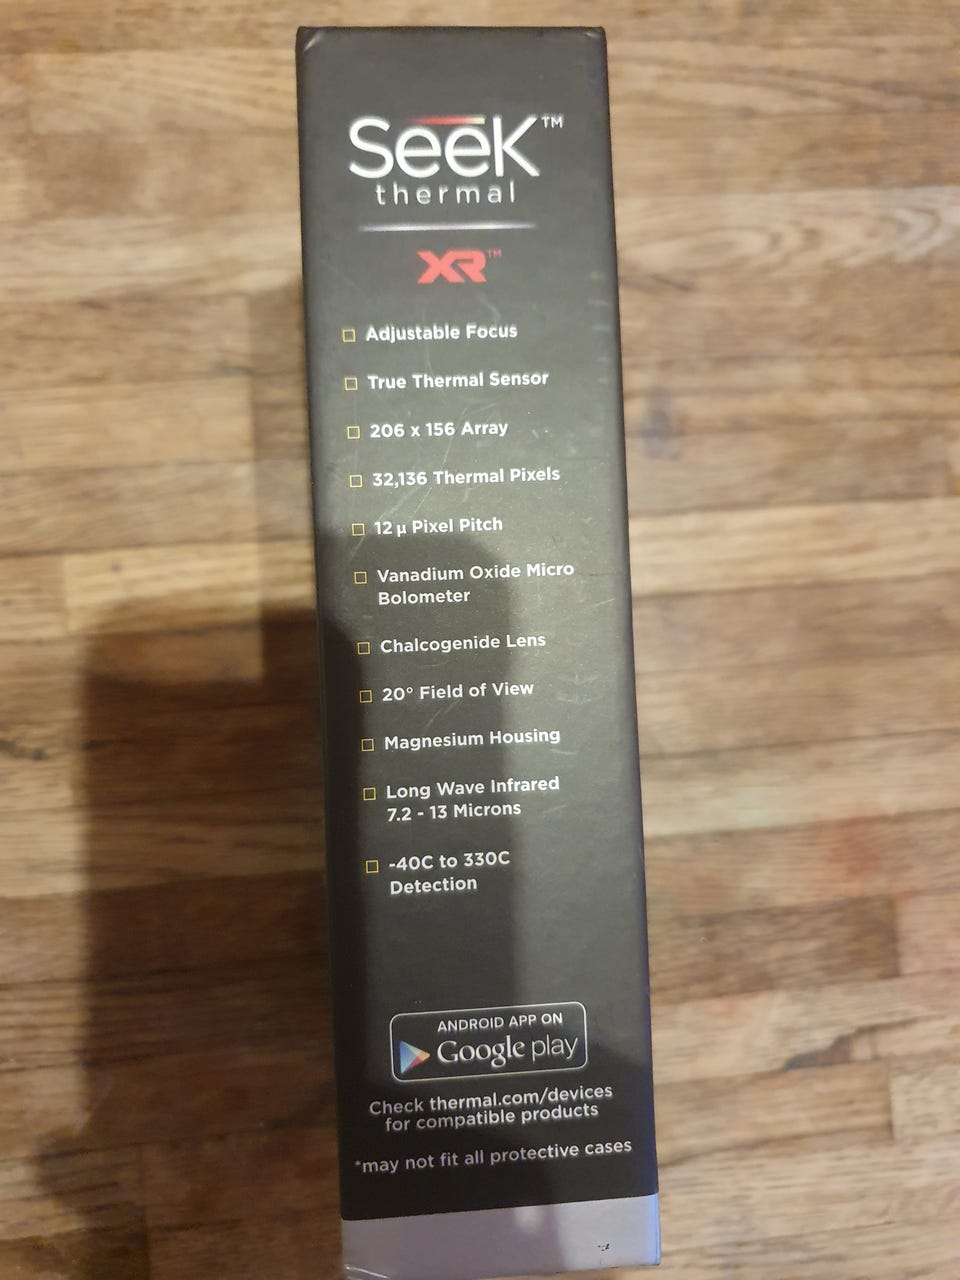 Seek™
thermal
XR™
Adjustable Focus
True Thermal Sensor
206 x 156 Array
32,136 Thermal Pixels
12 µ Pixel Pitch
Vanadium Oxide Micro
Bolometer
Chalcogenide Lens
20° Field of View
Magnesium Housing
Long Wave Infrared
7.2 - 13 Microns
-40C to 330C
Detection
ANDROID APP ON
Google play
Check thermal.com/devices
for compatible products
*may not fit all protective cases